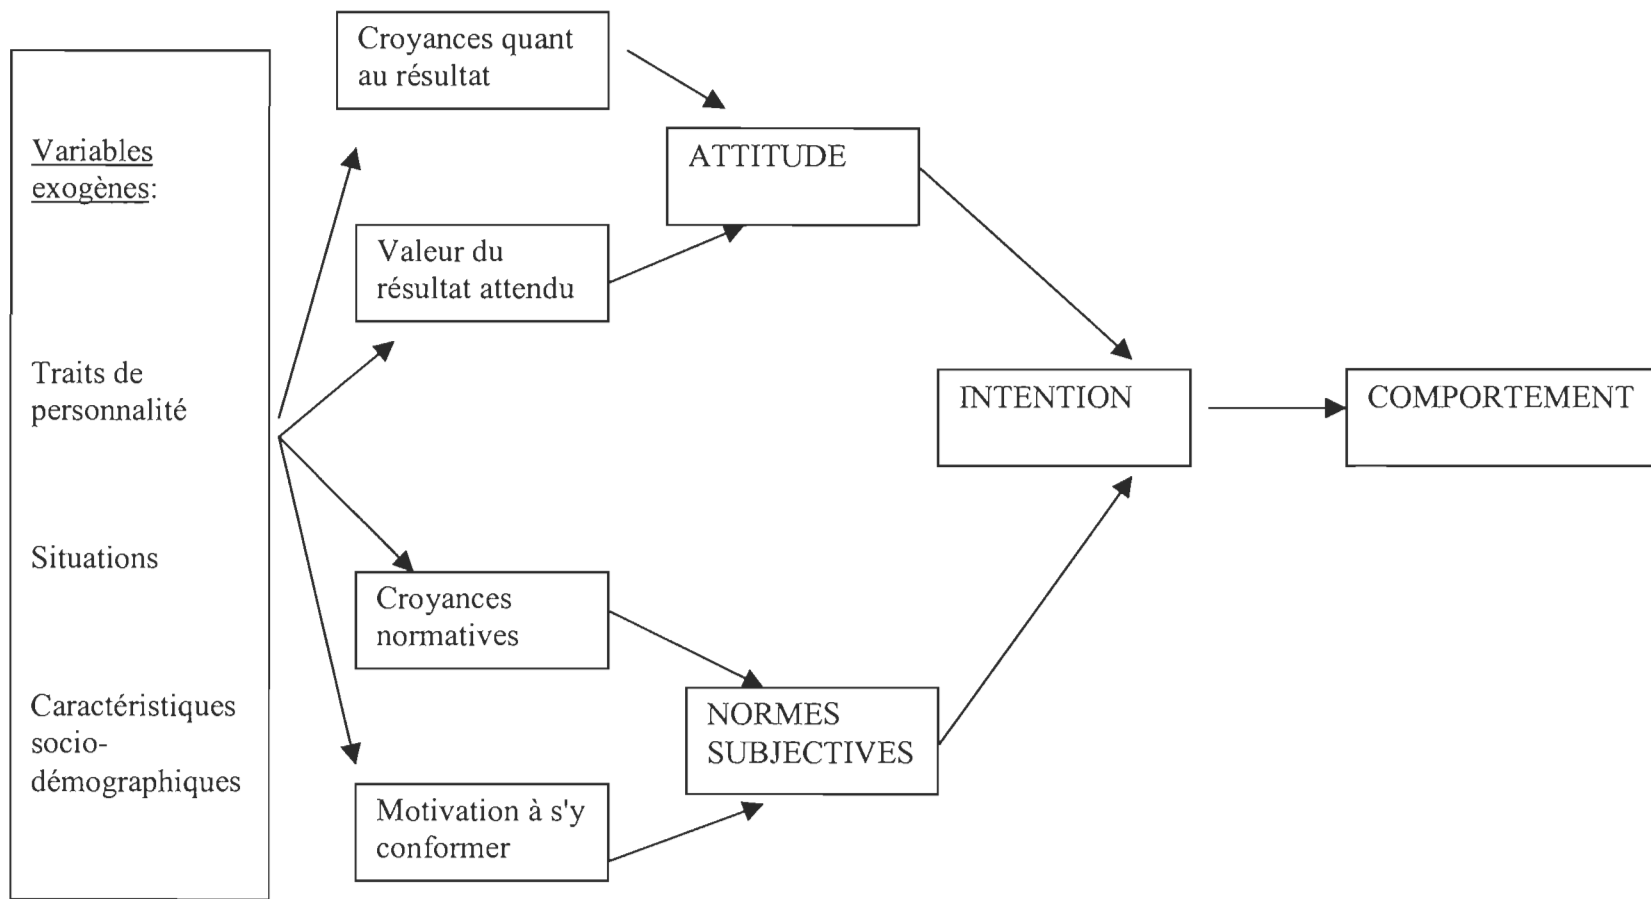 Variables
exogènes:
Traits de
personnalité
Situations
Caractéristiques
socio-
démographiques
Croyances quant
au résultat
Valeur du
résultat attendu
Croyances
normatives
Motivation à s'y
conformer
ATTITUDE
NORMES
SUBJECTIVES
INTENTION
COMPORTEMENT